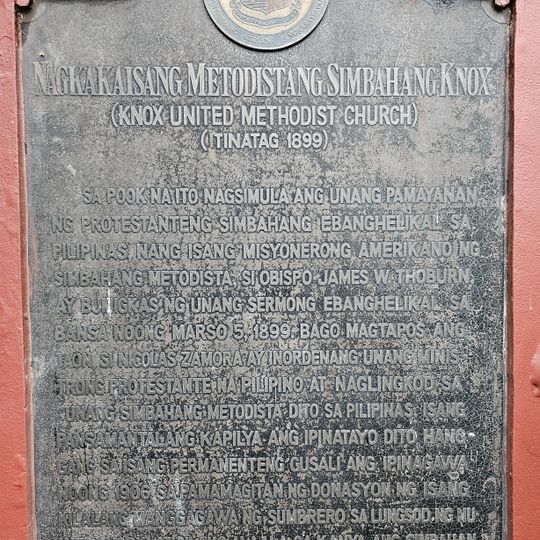 NAGKAKAISANG METODISTANG SIMBAHANG KNOX
(KNOX UNITED METHODIST CHURCH)
(ITINATAG 1899)
SA POOK NA ITO NAGSIMULA ANG UNANG PAMAYANAN
NG PROTESTANTENG SIMBAHANG EBANGHELIKAL SA
PILIPINAS, NANG ISANG MISYONERONG AMERIKANO NG
SIMBAHANG METODISTA, SI OBISPO JAMES W. THOBURN,
AY BUMIGKAS NG UNANG SERMONG EBANGHELIKAL SA
BANSA NOONG MARSO 5, 1899. BAGO MAGTAPOS ANG
TAON SI NICOLAS ZAMORA AY INORDENANG UNANG MINIS
TRONG PROTESTANTE NA PILIPINO AT NAGLINGKOD SA
UNANG SIMBAHANG METODISTA DITO SA PILIPINAS. ISANG
PANSAMANTALANG KAPILYA ANG IPINATAYO DITO HANG
GANG SA ISANG PERMANENTENG GUSALI ANG IPINAGAWA
NOONG 1906, SA PAMAMAGITAN NG DONASYON NG ISANG
KILALANG MANGGAGAWA NG SUMBRERO SA LUNGSOD NG NU
ANG SIMBAHAN